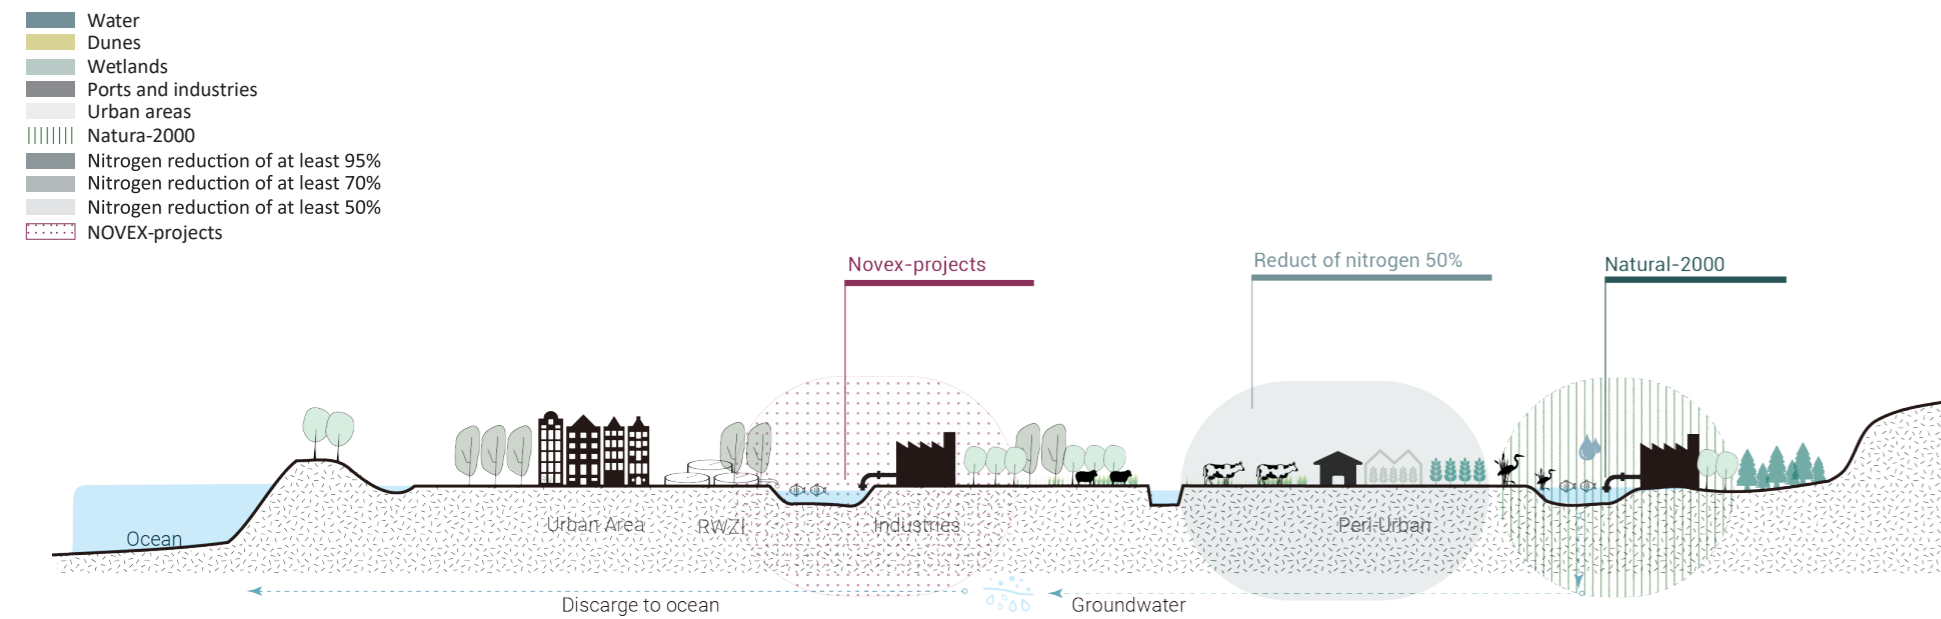 Water
Dunes
Wetlands
Ports and industries
Urban areas
Natura-2000
Nitrogen reduction of at least 95%
Nitrogen reduction of at least 70%
Nitrogen reduction of at least 50%
NOVEX-projects
Novex-projects
Reduct of nitrogen 50%
Natural-2000
Ocean
Urban Area
RWZI
Industries
Peri-Urban
Discarge to ocean
Groundwater